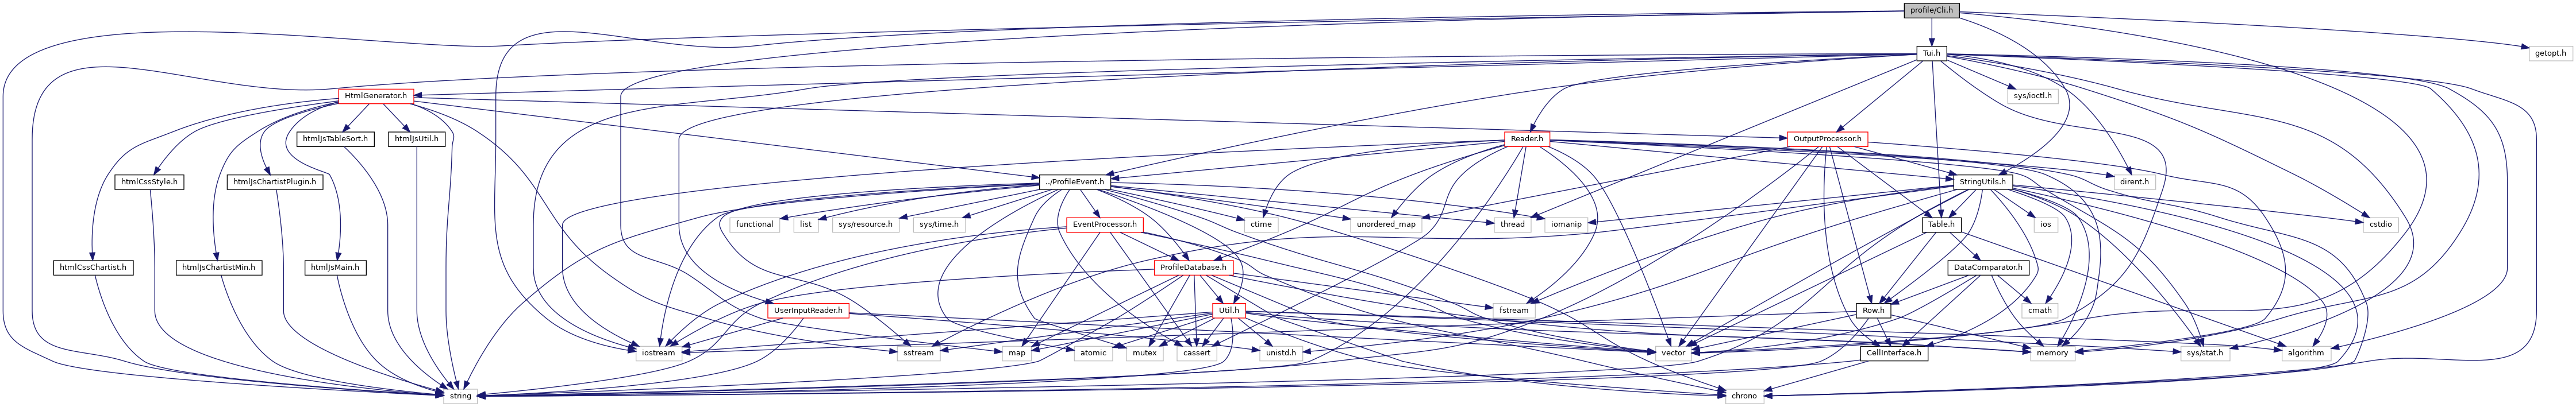 profile/Cli.h
Tui.h
getopt.h
HtmlGenerator.h
sys/ioctl.h
htmlJsTableSort.h
htmlJsUtil.h
Reader.h
OutputProcessor.h
htmlCssStyle.h
htmlJsChartistPlugin.h
../ProfileEvent.h
StringUtils.h
dirent.h
functional
list
sys/resource.h
sys/time.h
EventProcessor.h
ctime
unordered_map
thread
iomanip
Table.h
ios
cstdio
htmlCssChartist.h
htmlJsChartistMin.h
htmlJsMain.h
ProfileDatabase.h
DataComparator.h
UserInputReader.h
Util.h
fstream
Row.h
cmath
iostream
sstream
map
atomic
mutex
cassert
unistd.h
vector
CellInterface.h
memory
sys/stat.h
algorithm
string
chrono